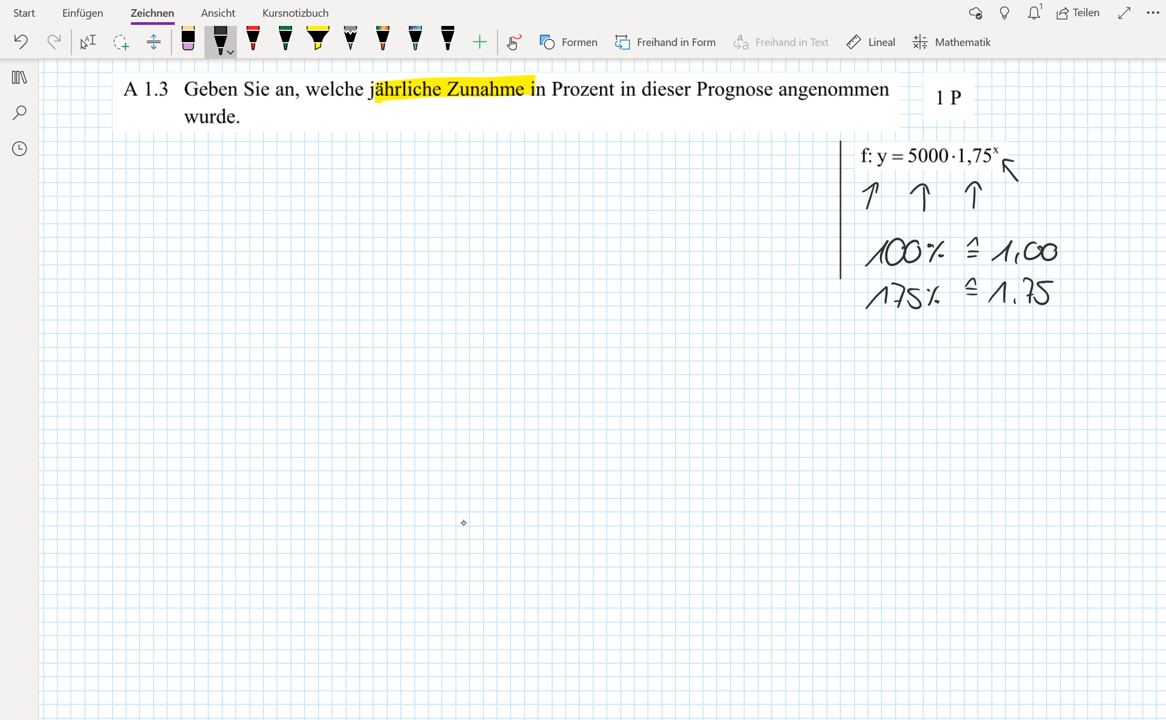 Start Einfügen Zeichnen Ansicht Kursnotizbuch Teilen
Formen Freihand in Form Freihand in Text Lineal Mathematik
A 1.3 Geben Sie an, welche jährliche Zunahme in Prozent in dieser Prognose angenommen
wurde.
1 P
f: y = 5000 · 1,75ˣ
100% ≙ 1,00
175% ≙ 1.75